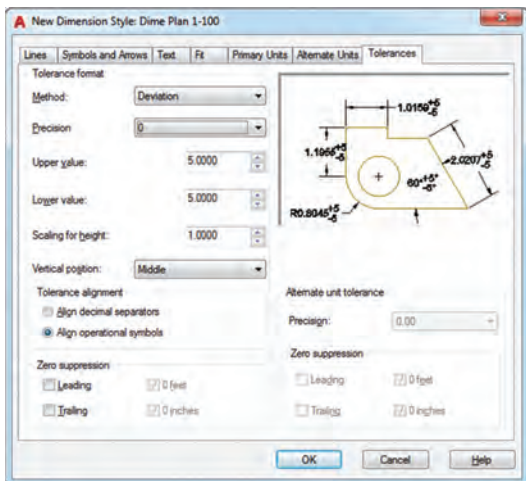 New Dimension Style: Dime Plan 1-100
Lines Symbols and Arrows Text Fit Primary Units Alternate Units Tolerances
Tolerance format
Method: Deviation
Precision 0
Upper value: 5.0000
Lower value: 5.0000
Scaling for height: 1.0000
Vertical position: Middle
Tolerance alignment
Align decimal separators
Align operational symbols
Zero suppression
Leading 0 feet
Trailing 0 inches
1.0159+5 -5
1.1955+5 -5
2.0207+5 -5
60°+5° -5°
R0.8045+5 -5
Alternate unit tolerance
Precision: 0.00
Zero suppression
Leading 0 feet
Trailing 0 inches
OK Cancel Help